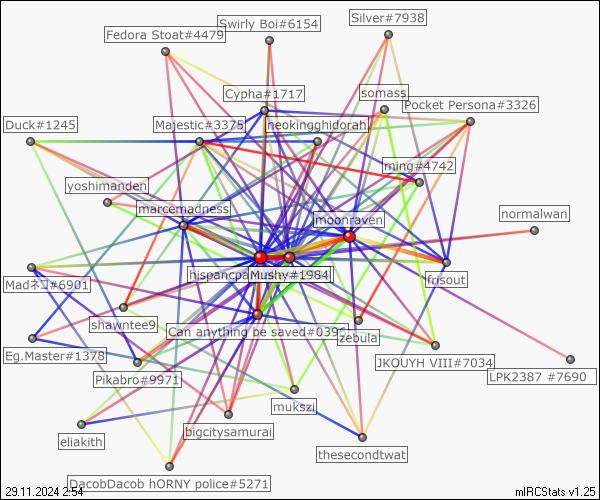 Silver#7938
Swirly Boi#6154
Fedora Stoat#4479
Cypha#1717
somass
Pocket Persona#3326
Duck#1245
Majestic#3375
neokingghidorah
ming#4742
yoshimanden
marcemadness
moonraven
normalwan
hispancpa
Mushy#1984
Madネコ#6901
frisout
shawntee9
Can anything be saved#039
zebula
Eg.Master#1378
JKOUYH VIII#7034
Pikabro#9971
LPK2387 #7690
mukszi
bigcitysamurai
eliakith
thesecondtwat
DacobDacob hORNY police#5271
29.11.2024 2:54
mIRCStats v1.25